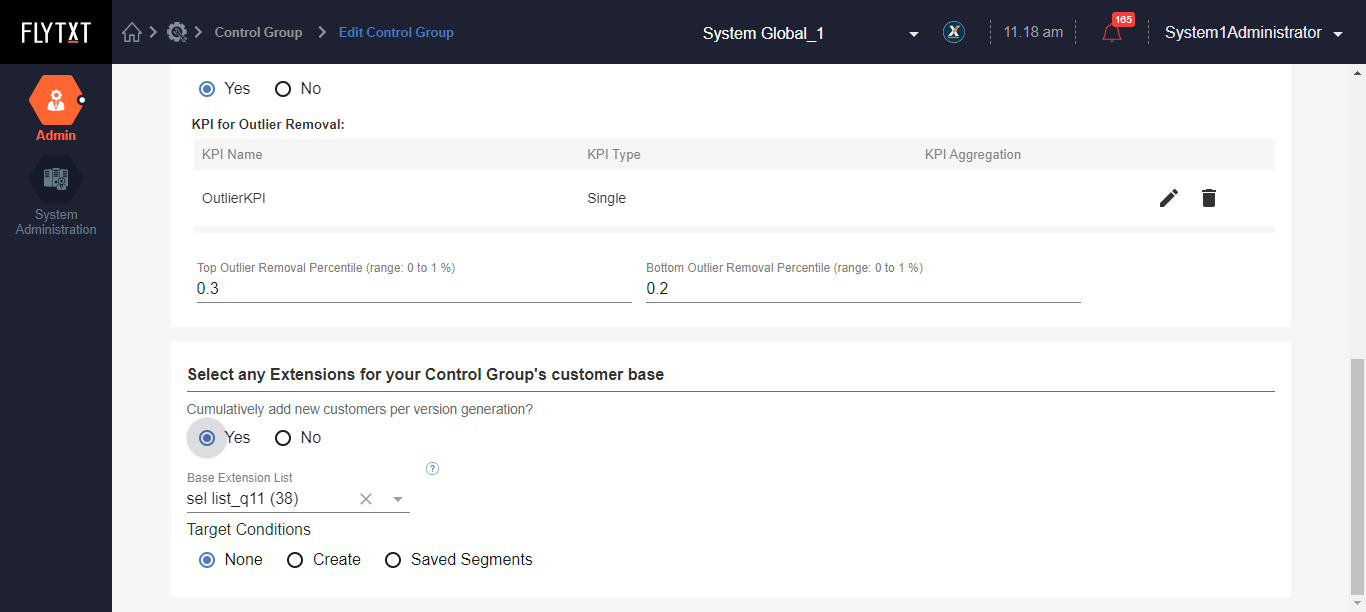 FLYTXT
Control Group
Edit Control Group
System Global_1
11.18 am
165
System1Administrator
Admin
System
Administration
Yes
No
KPI for Outlier Removal:
KPI Name
KPI Type
KPI Aggregation
OutlierKPI
Single
Top Outlier Removal Percentile (range: 0 to 1 %)
Bottom Outlier Removal Percentile (range: 0 to 1 %)
0.3
0.2
Select any Extensions for your Control Group's customer base
Cumulatively add new customers per version generation?
Yes
No
?
Base Extension List
sel list_q11 (38)
Target Conditions
None
Create
Saved Segments